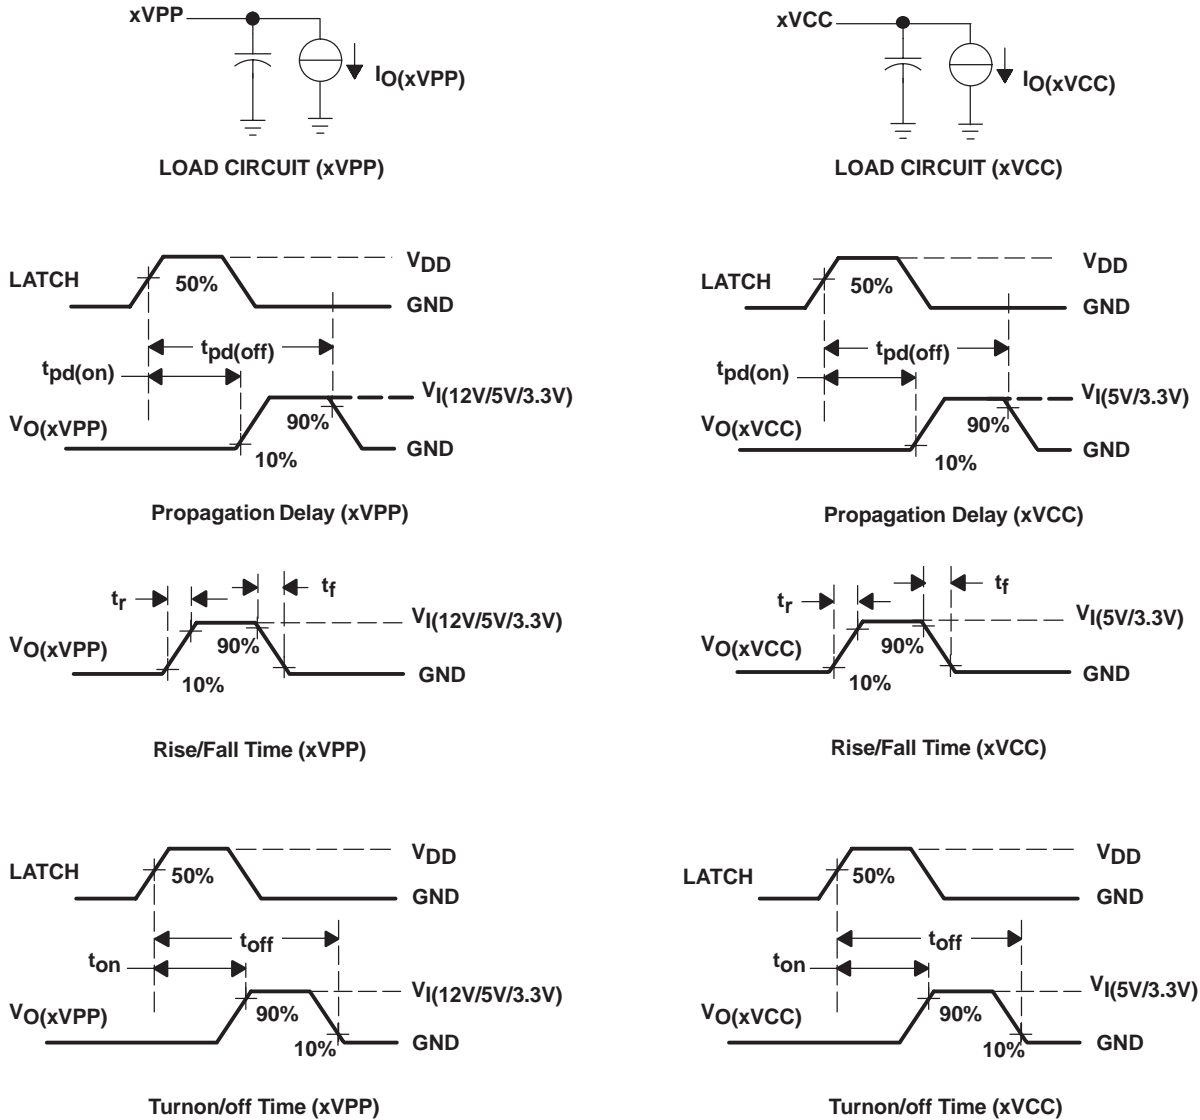 xVPP
IO(xVPP)
LOAD CIRCUIT (xVPP)
xVCC
IO(xVCC)
LOAD CIRCUIT (xVCC)
LATCH
50%
VDD
GND
tpd(off)
tpd(on)
VI(12V/5V/3.3V)
VO(xVPP)
90%
GND
10%
Propagation Delay (xVPP)
LATCH
50%
VDD
GND
tpd(off)
tpd(on)
VI(5V/3.3V)
VO(xVCC)
90%
GND
10%
Propagation Delay (xVCC)
tr
tf
VI(12V/5V/3.3V)
VO(xVPP)
90%
GND
10%
Rise/Fall Time (xVPP)
tr
tf
VI(5V/3.3V)
VO(xVCC)
90%
GND
10%
Rise/Fall Time (xVCC)
LATCH
50%
VDD
GND
toff
ton
VI(12V/5V/3.3V)
VO(xVPP)
90%
10%
GND
Turnon/off Time (xVPP)
LATCH
50%
VDD
GND
toff
ton
VI(5V/3.3V)
VO(xVCC)
90%
10%
GND
Turnon/off Time (xVCC)